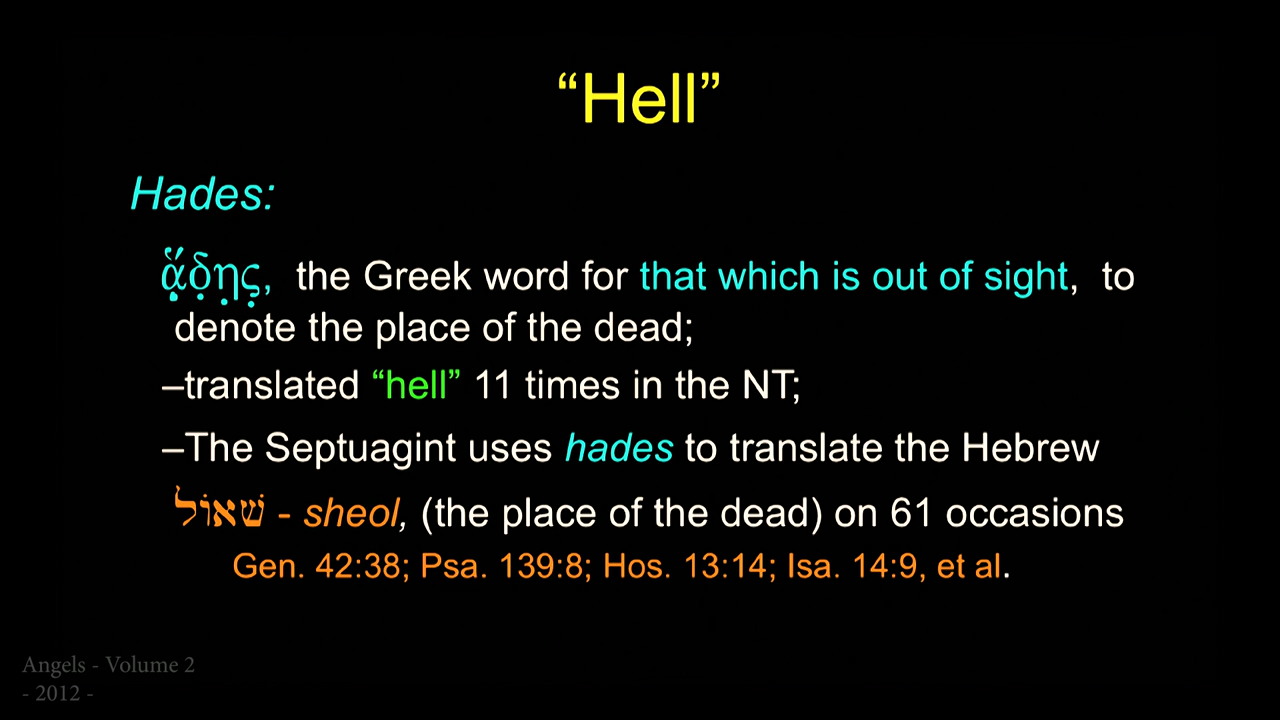 “Hell”
Hades:
ᾅδης, the Greek word for that which is out of sight, to
denote the place of the dead;
–translated “hell” 11 times in the NT;
–The Septuagint uses hades to translate the Hebrew
שׁאוֹל - sheol, (the place of the dead) on 61 occasions
Gen. 42:38; Psa. 139:8; Hos. 13:14; Isa. 14:9, et al.
Angels - Volume 2
- 2012 -